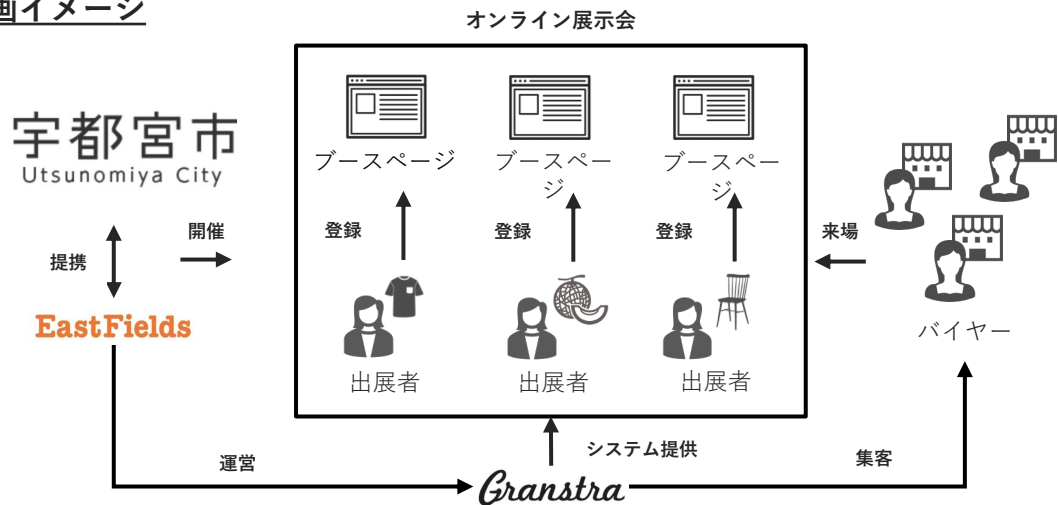 画イメージ
オンライン展示会
宇都宮市
Utsunomiya City
提携
開催
EastFields
ブースページ
ブースペー
ジ
ブースペー
ジ
登録
登録
登録
出展者
出展者
出展者
来場
バイヤー
運営
システム提供
集客
Granstra